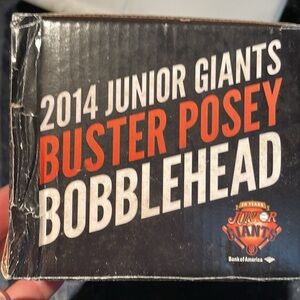 2014 JUNIOR GIANTS
BUSTER POSEY
BOBBLEHEAD
20 YEARS
JUNIOR
GIANTS
Bank of America